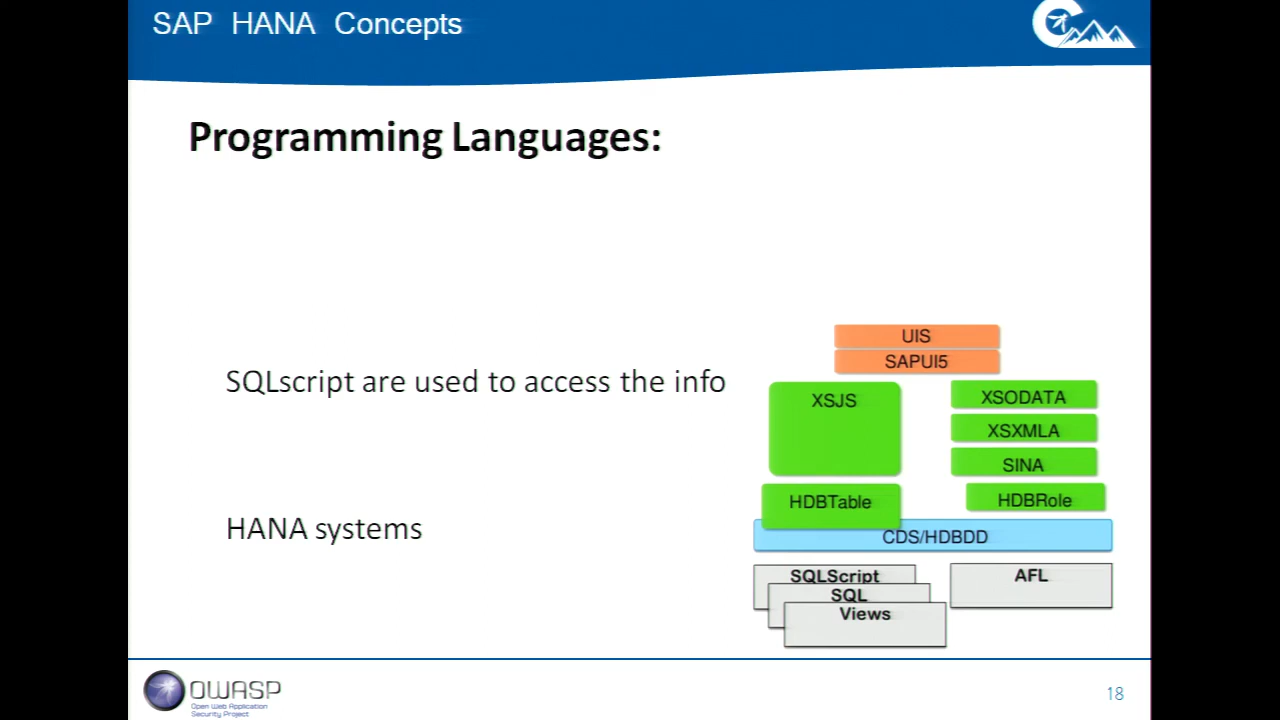 SAP HANA Concepts
Programming Languages:
SQLscript are used to access the info
HANA systems
UIS
SAPUI5
XSJS
XSODATA
XSXMLA
SINA
HDBTable
HDBRole
CDS/HDBDD
SQLScript
SQL
Views
AFL
OWASP
Open Web Application
Security Project
18